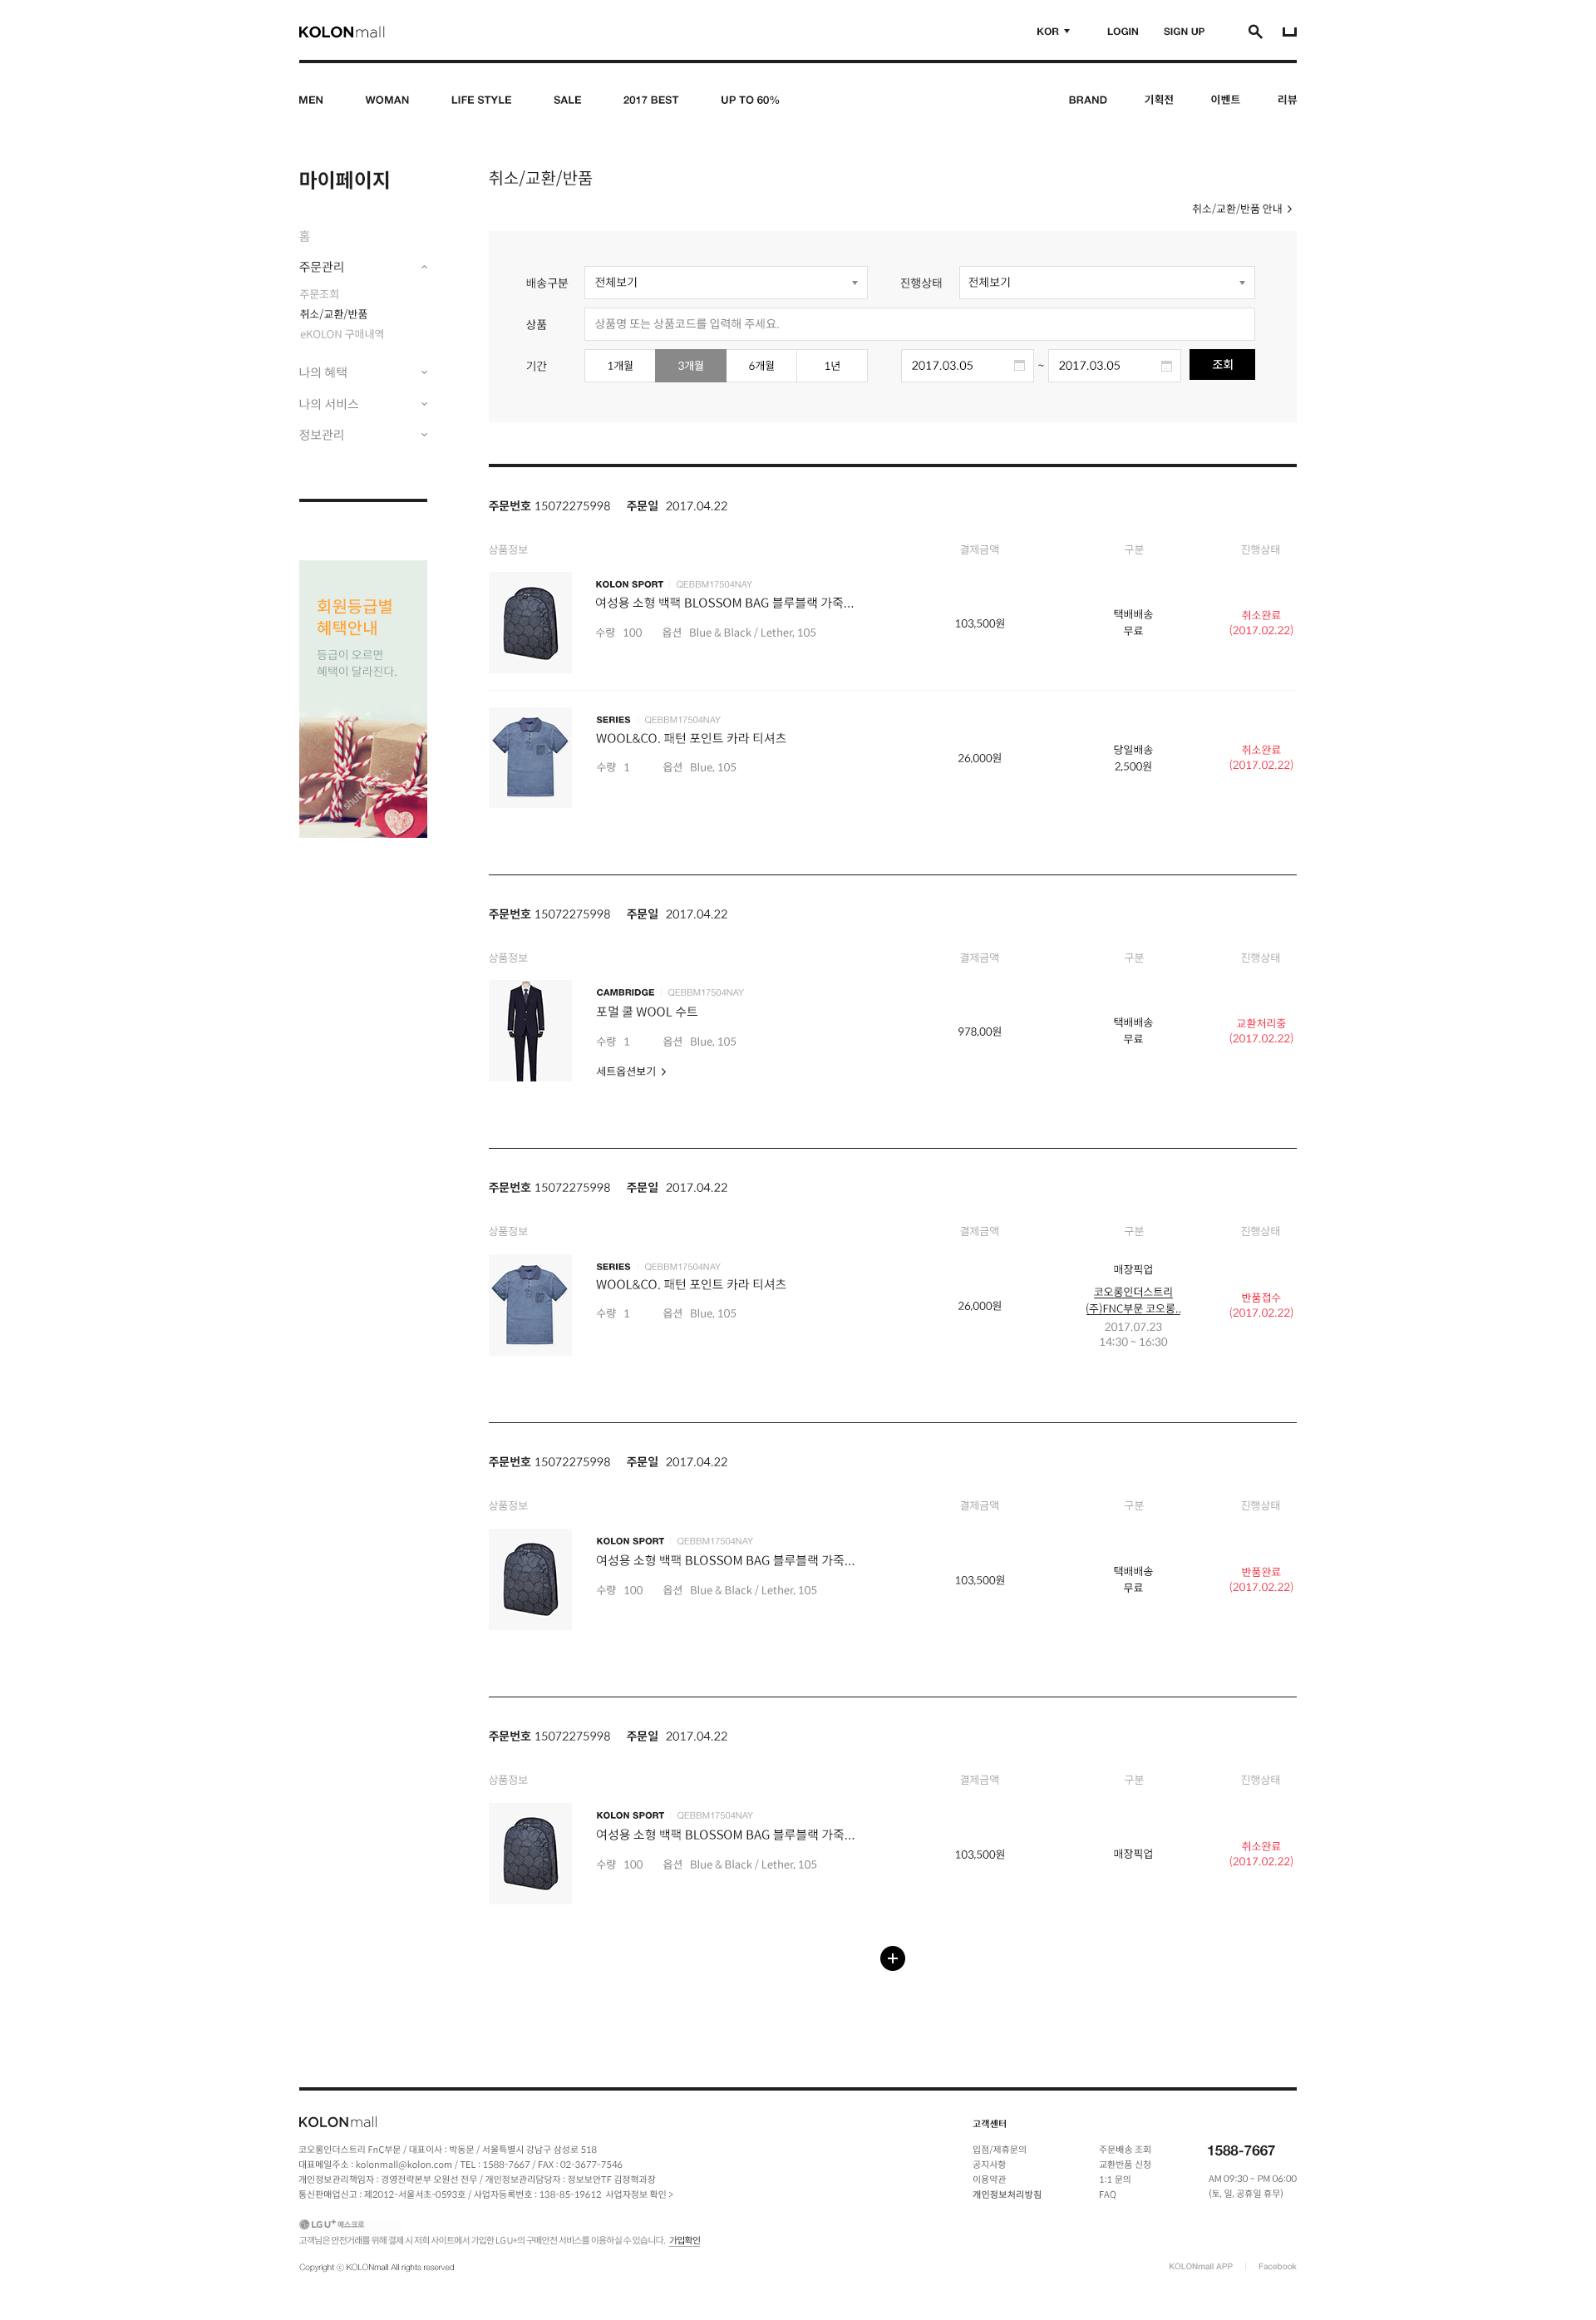 KOLONmall
KOR LOGIN SIGN UP
MEN WOMAN LIFE STYLE SALE 2017 BEST UP TO 60% BRAND 기획전 이벤트 리뷰
마이페이지
홈
주문관리
주문조회
취소/교환/반품
eKOLON 구매내역
나의 혜택
나의 서비스
정보관리
회원등급별
혜택안내
등급이 오르면
혜택이 달라진다.
shutterstock
취소/교환/반품
취소/교환/반품 안내 >
배송구분 전체보기 진행상태 전체보기
상품 상품명 또는 상품코드를 입력해 주세요.
기간 1개월 3개월 6개월 1년 2017.03.05 ~ 2017.03.05 조회
주문번호 15072275998 주문일 2017.04.22
상품정보 결제금액 구분 진행상태
KOLON SPORT QEBBM17504NAY
여성용 소형 백팩 BLOSSOM BAG 블루블랙 가죽...
수량 100 옵션 Blue & Black / Lether, 105
103,500원
택배배송
무료
취소완료
(2017.02.22)
SERIES QEBBM17504NAY
WOOL&CO. 패턴 포인트 카라 티셔츠
수량 1 옵션 Blue, 105
26,000원
당일배송
2,500원
취소완료
(2017.02.22)
주문번호 15072275998 주문일 2017.04.22
상품정보 결제금액 구분 진행상태
CAMBRIDGE QEBBM17504NAY
포멀 쿨 WOOL 수트
수량 1 옵션 Blue, 105
세트옵션보기 >
978,00원
택배배송
무료
교환처리중
(2017.02.22)
주문번호 15072275998 주문일 2017.04.22
상품정보 결제금액 구분 진행상태
SERIES QEBBM17504NAY
WOOL&CO. 패턴 포인트 카라 티셔츠
수량 1 옵션 Blue, 105
26,000원
매장픽업
코오롱인더스트리
(주)FNC부문 코오롱..
2017.07.23
14:30 ~ 16:30
반품접수
(2017.02.22)
주문번호 15072275998 주문일 2017.04.22
상품정보 결제금액 구분 진행상태
KOLON SPORT QEBBM17504NAY
여성용 소형 백팩 BLOSSOM BAG 블루블랙 가죽...
수량 100 옵션 Blue & Black / Lether, 105
103,500원
택배배송
무료
반품완료
(2017.02.22)
주문번호 15072275998 주문일 2017.04.22
상품정보 결제금액 구분 진행상태
KOLON SPORT QEBBM17504NAY
여성용 소형 백팩 BLOSSOM BAG 블루블랙 가죽...
수량 100 옵션 Blue & Black / Lether, 105
103,500원
매장픽업
취소완료
(2017.02.22)
KOLONmall
코오롱인더스트리 FnC부문 / 대표이사 : 박동문 / 서울특별시 강남구 삼성로 518
대표메일주소 : kolonmall@kolon.com / TEL : 1588-7667 / FAX : 02-3677-7546
개인정보관리책임자 : 경영전략본부 오원선 전무 / 개인정보관리담당자 : 정보보안TF 김정혁과장
통신판매업신고 : 제2012-서울서초-0593호 / 사업자등록번호 : 138-85-19612 사업자정보 확인 >
LG U+ 에스크로
고객님은 안전거래를 위해 결제 시 저희 사이트에서 가입한 LG U+의 구매안전 서비스를 이용하실 수 있습니다. 가입확인
Copyright ⓒ KOLONmall All rights reserved
고객센터
입점/제휴문의
공지사항
이용약관
개인정보처리방침
주문배송 조회
교환반품 신청
1:1 문의
FAQ
1588-7667
AM 09:30 ~ PM 06:00
(토, 일, 공휴일 휴무)
KOLONmall APP | Facebook